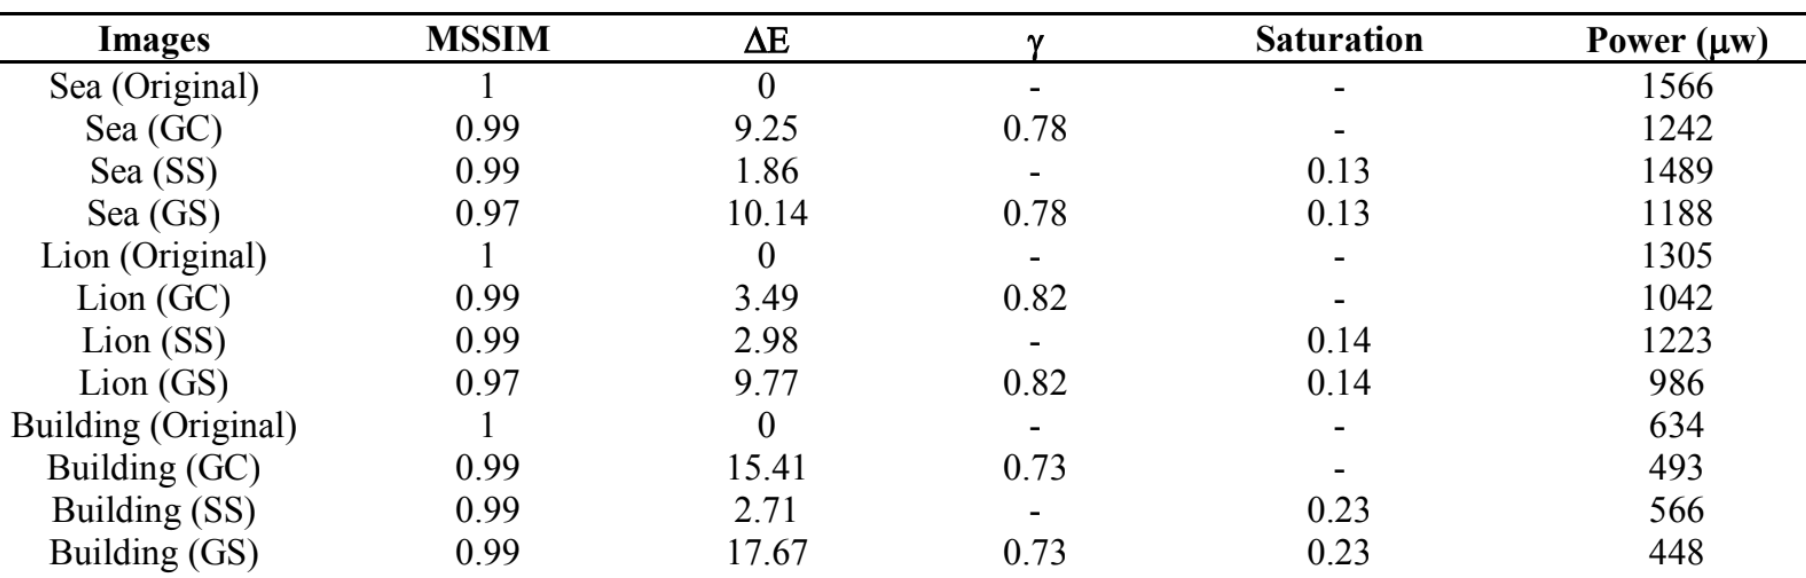 Images MSSIM ΔE γ Saturation Power (μw)
Sea (Original) 1 0 - - 1566
Sea (GC) 0.99 9.25 0.78 - 1242
Sea (SS) 0.99 1.86 - 0.13 1489
Sea (GS) 0.97 10.14 0.78 0.13 1188
Lion (Original) 1 0 - - 1305
Lion (GC) 0.99 3.49 0.82 - 1042
Lion (SS) 0.99 2.98 - 0.14 1223
Lion (GS) 0.97 9.77 0.82 0.14 986
Building (Original) 1 0 - - 634
Building (GC) 0.99 15.41 0.73 - 493
Building (SS) 0.99 2.71 - 0.23 566
Building (GS) 0.99 17.67 0.73 0.23 448